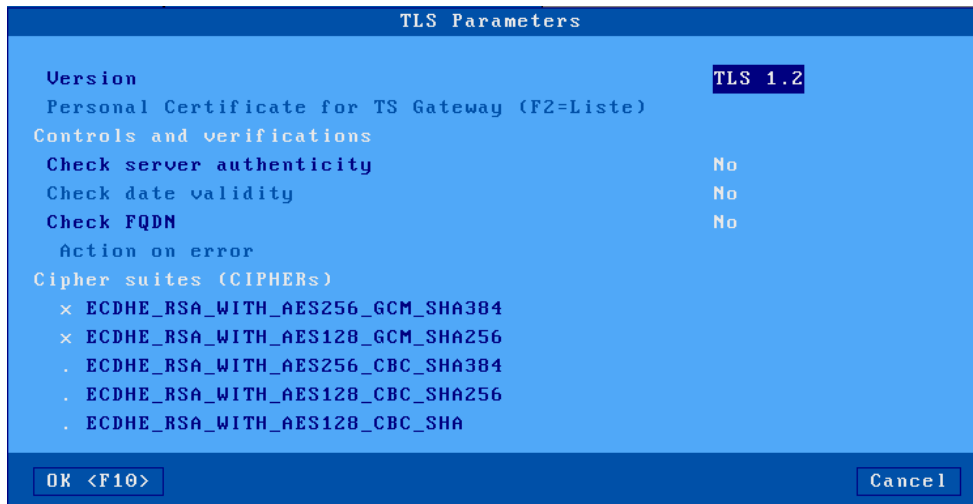 TLS Parameters
Version TLS 1.2
Personal Certificate for TS Gateway (F2=Liste)
Controls and verifications
Check server authenticity No
Check date validity No
Check FQDN No
Action on error
Cipher suites (CIPHERs)
x ECDHE_RSA_WITH_AES256_GCM_SHA384
x ECDHE_RSA_WITH_AES128_GCM_SHA256
. ECDHE_RSA_WITH_AES256_CBC_SHA384
. ECDHE_RSA_WITH_AES128_CBC_SHA256
. ECDHE_RSA_WITH_AES128_CBC_SHA
OK <F10> Cancel